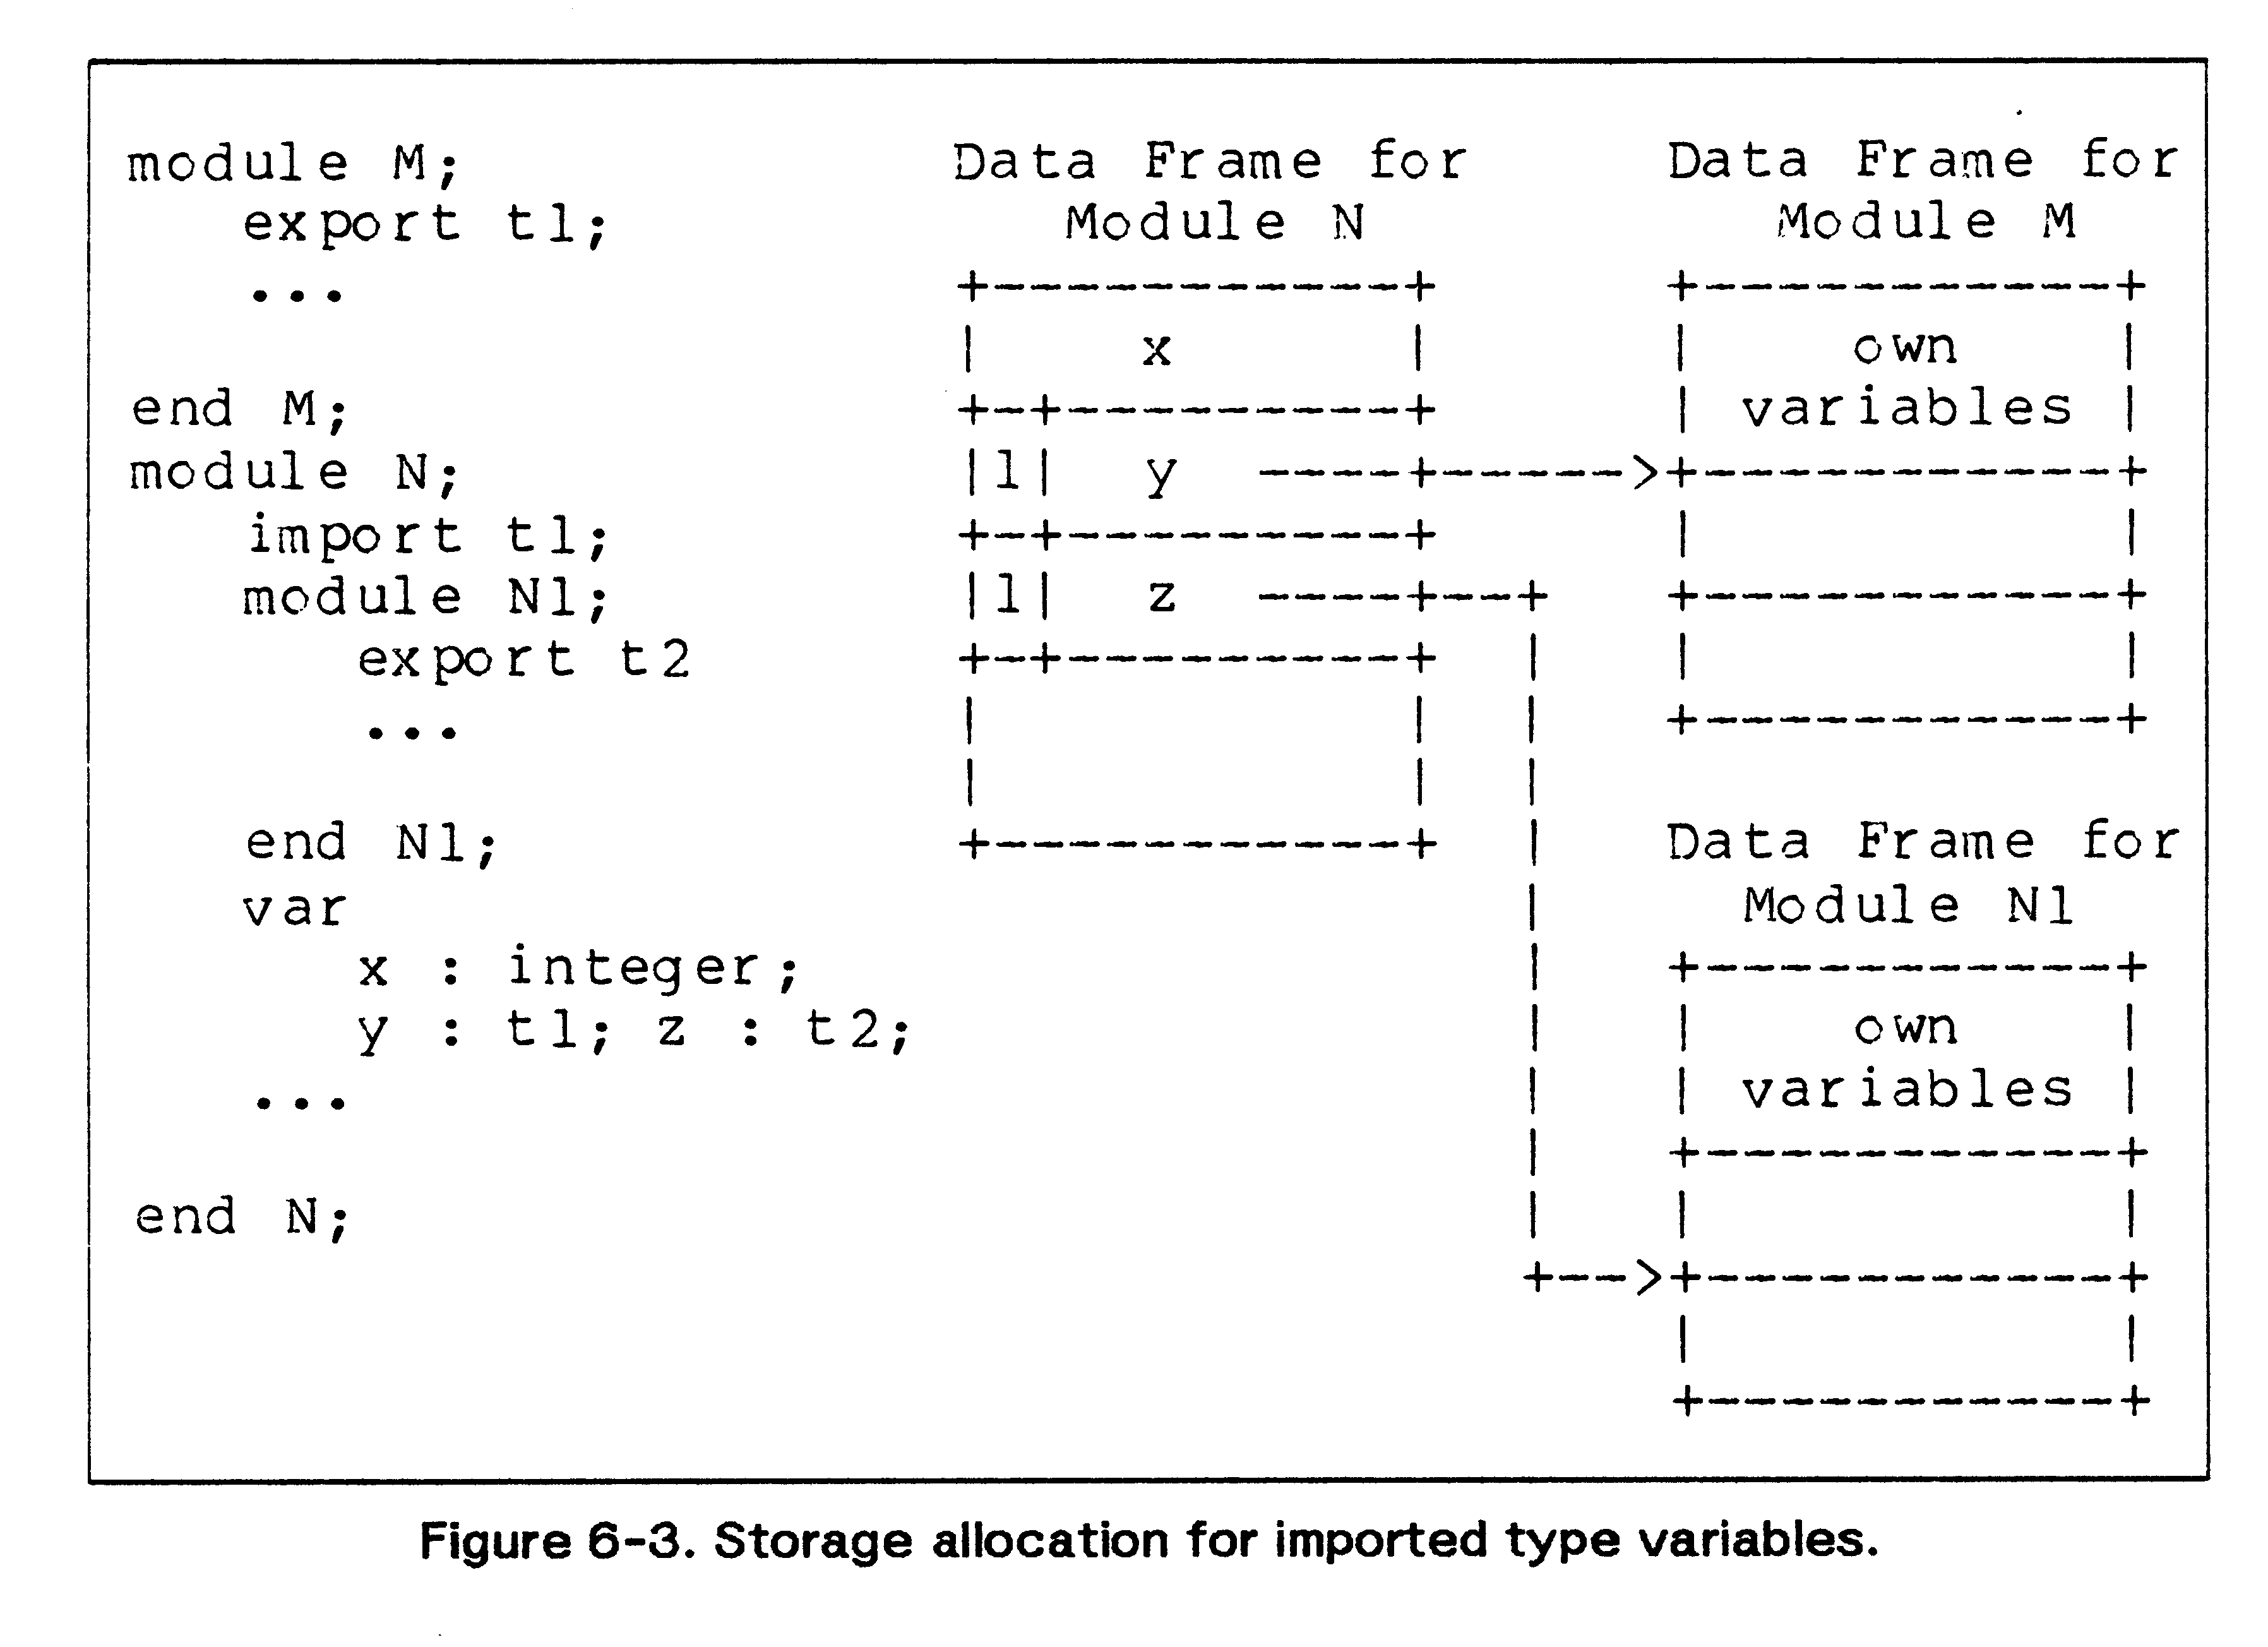 module M;
export t1;
...
end M;
module N;
import t1;
module N1;
export t2
...
end N1;
var
x : integer;
y : t1; z : t2;
...
end N;
Data Frame for
Module N
x
1 y
1 z
Data Frame for
Module M
own
variables
Data Frame for
Module N1
own
variables
Figure 6-3. Storage allocation for imported type variables.